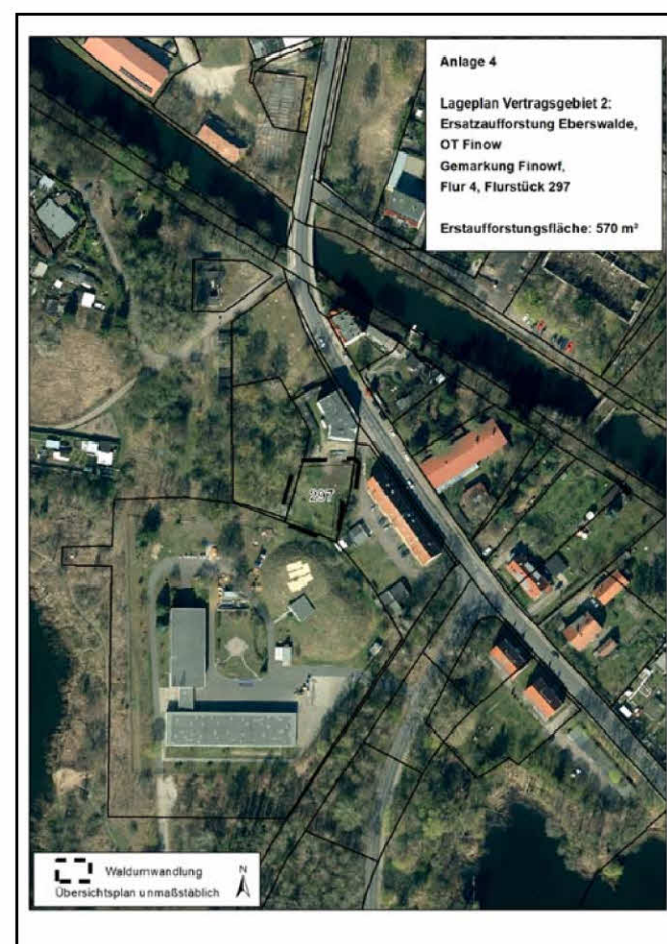 Anlage 4
Lageplan Vertragsgebiet 2:
Ersatzaufforstung Eberswalde,
OT Finow
Gemarkung Finowf,
Flur 4, Flurstück 297
Erstaufforstungsfläche: 570 m²
297
Waldumwandlung
N
Übersichtsplan unmaßstäblich